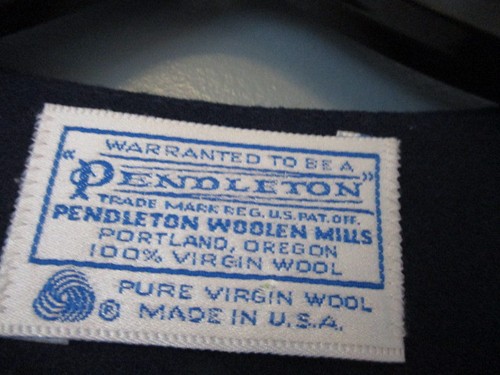 WARRANTED TO BE A
"PENDLETON"
TRADE MARK REG. U.S. PAT. OFF.
PENDLETON WOOLEN MILLS
PORTLAND, OREGON
100% VIRGIN WOOL
PURE VIRGIN WOOL
® MADE IN U.S.A.